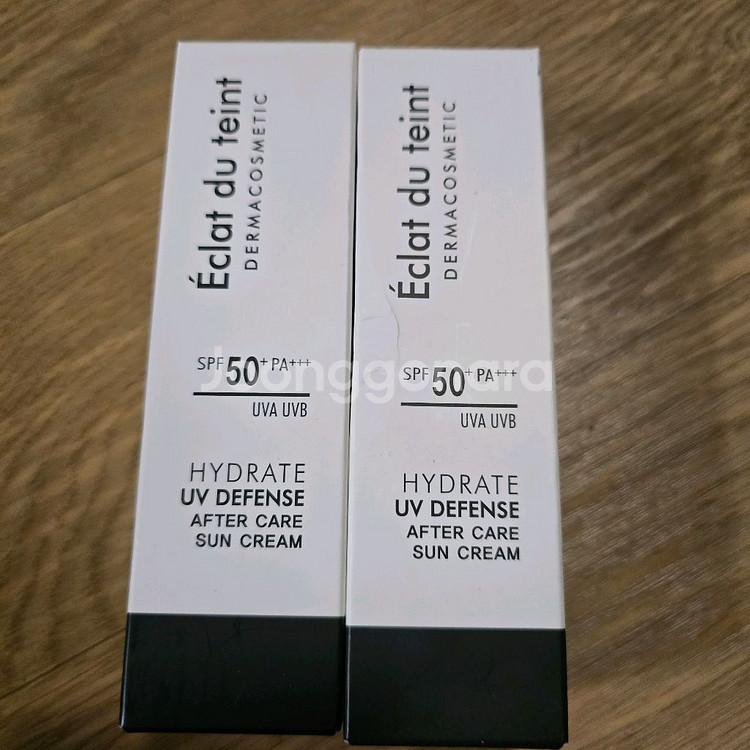 Éclat du teint
DERMACOSMETIC
SPF 50+ PA+++
UVA UVB
HYDRATE
UV DEFENSE
AFTER CARE
SUN CREAM
Éclat du teint
DERMACOSMETIC
SPF 50+ PA+++
UVA UVB
HYDRATE
UV DEFENSE
AFTER CARE
SUN CREAM
Joonggonara